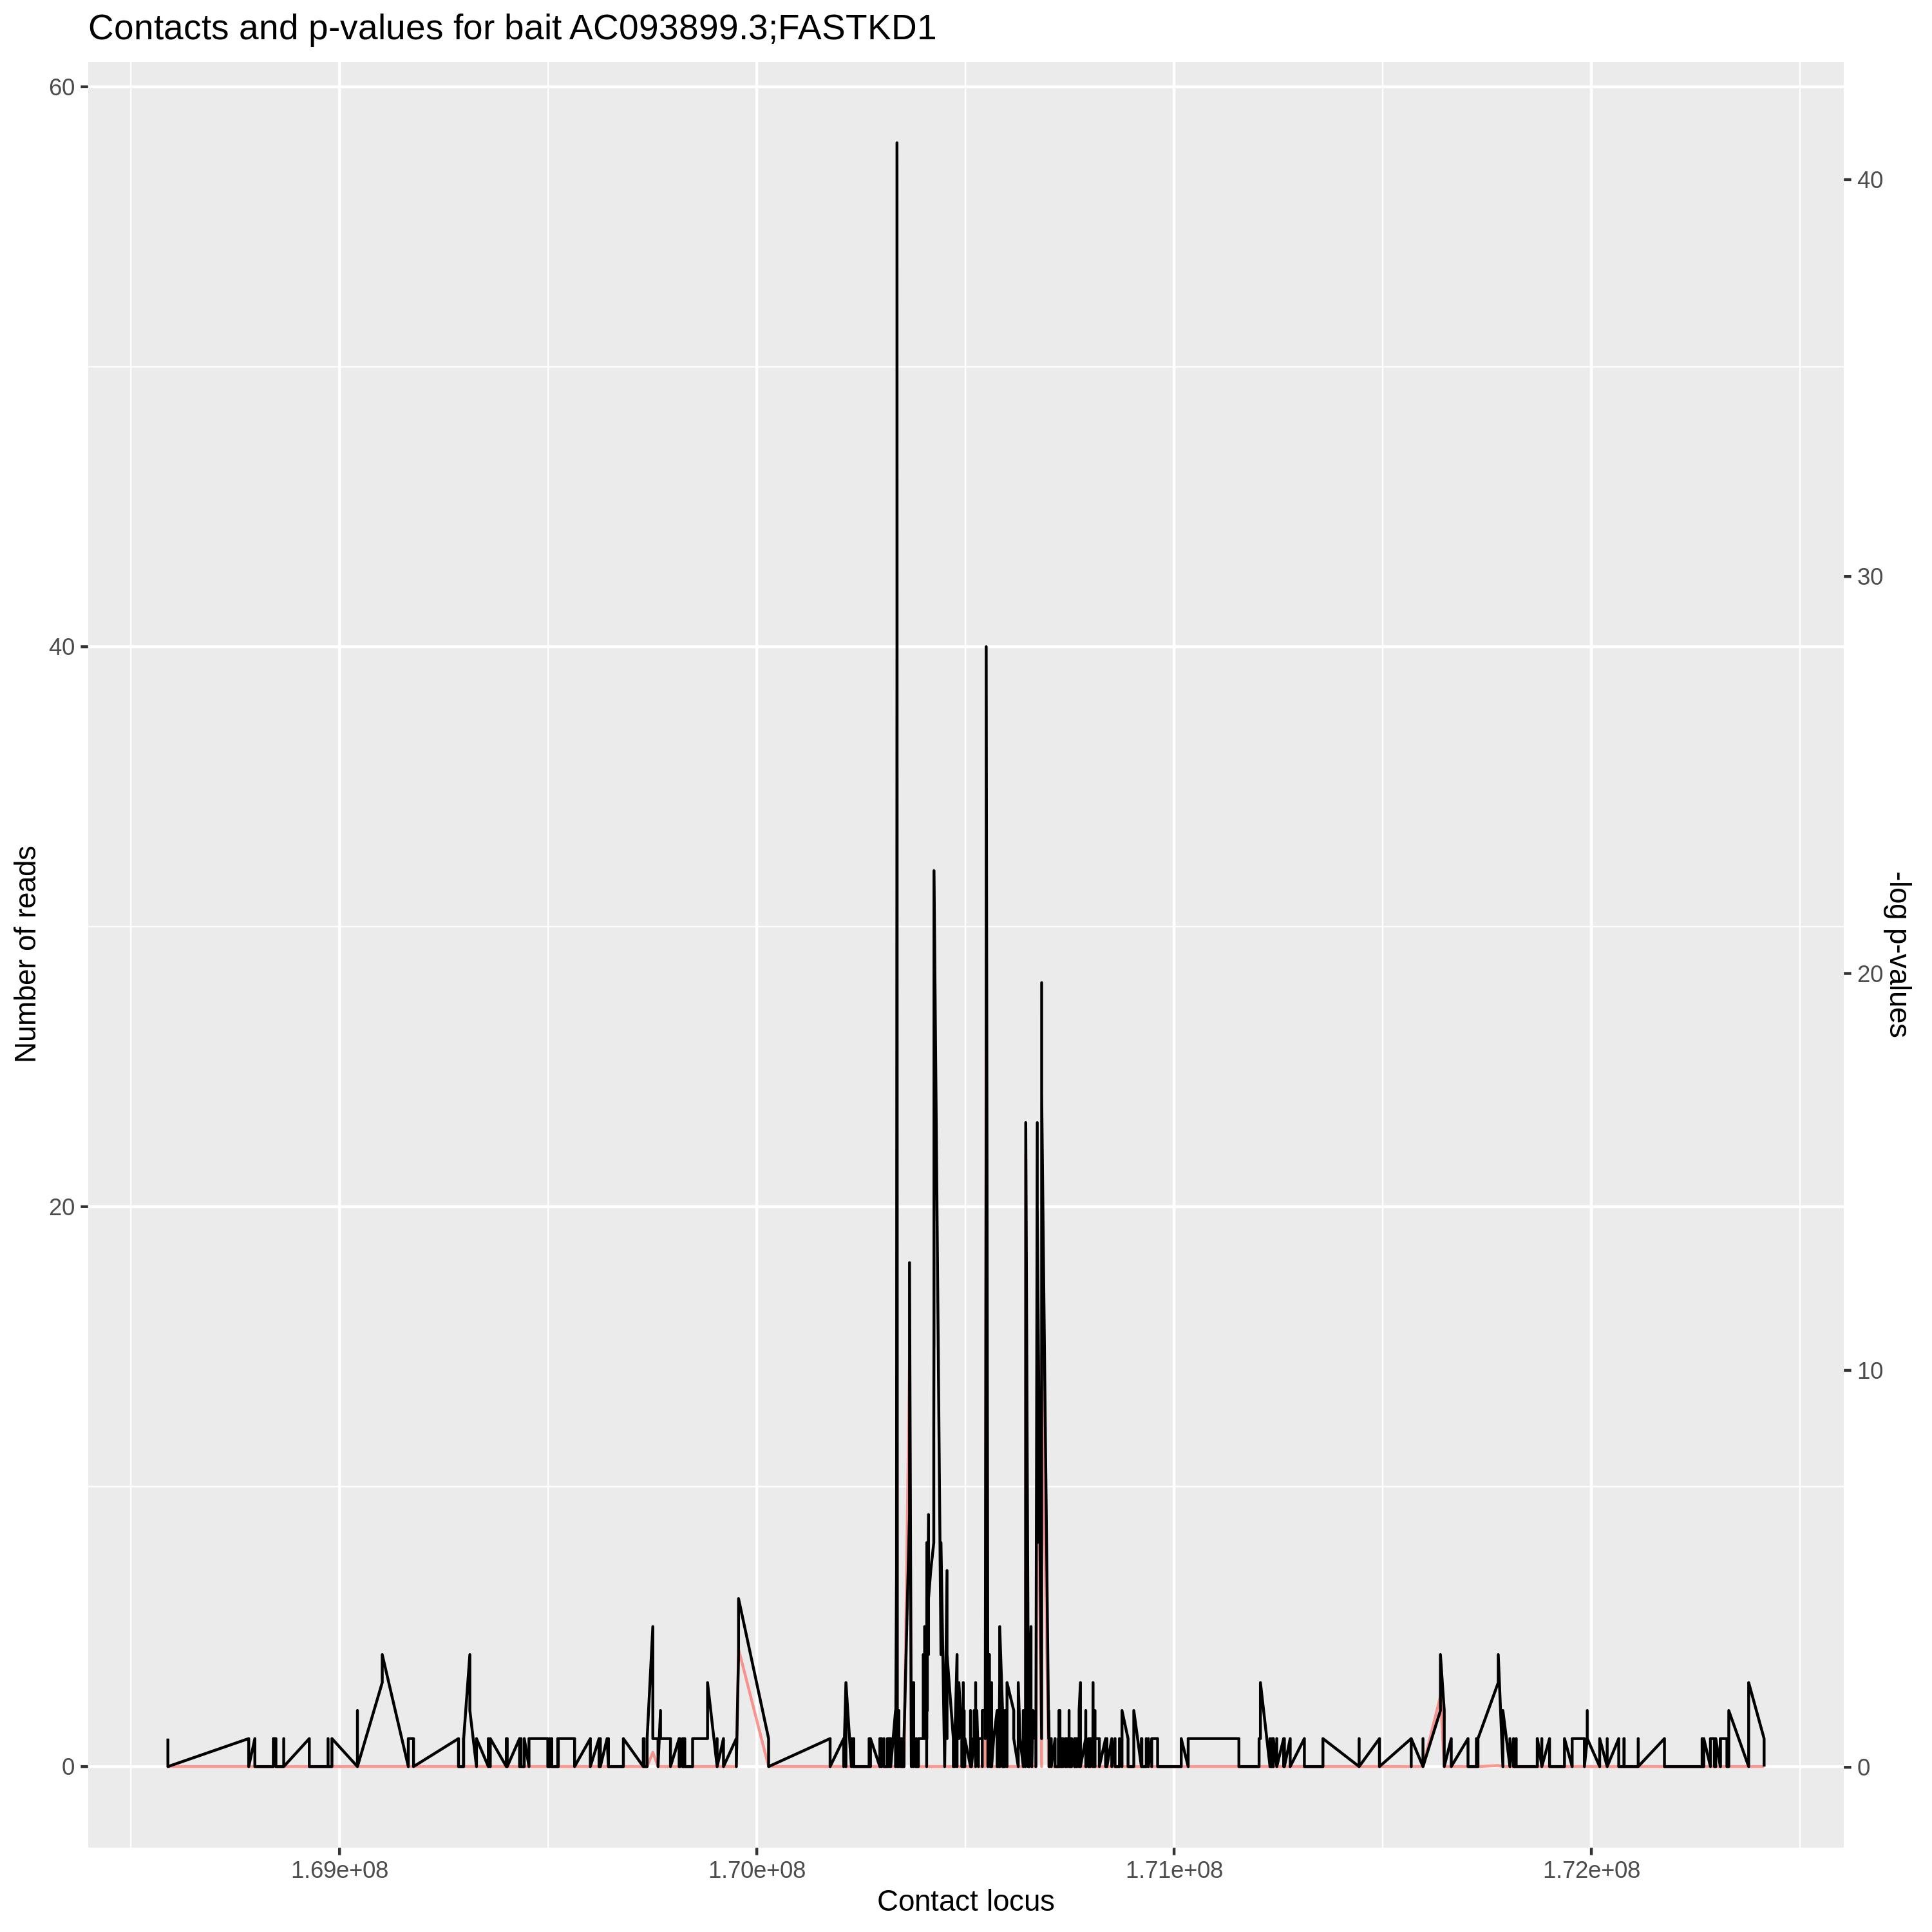 Contacts and p-values for bait AC093899.3;FASTKD1
60
40
20
0
Number of reads
40
30
20
10
0
-log p-values
1.69e+08
1.70e+08
1.71e+08
1.72e+08
Contact locus